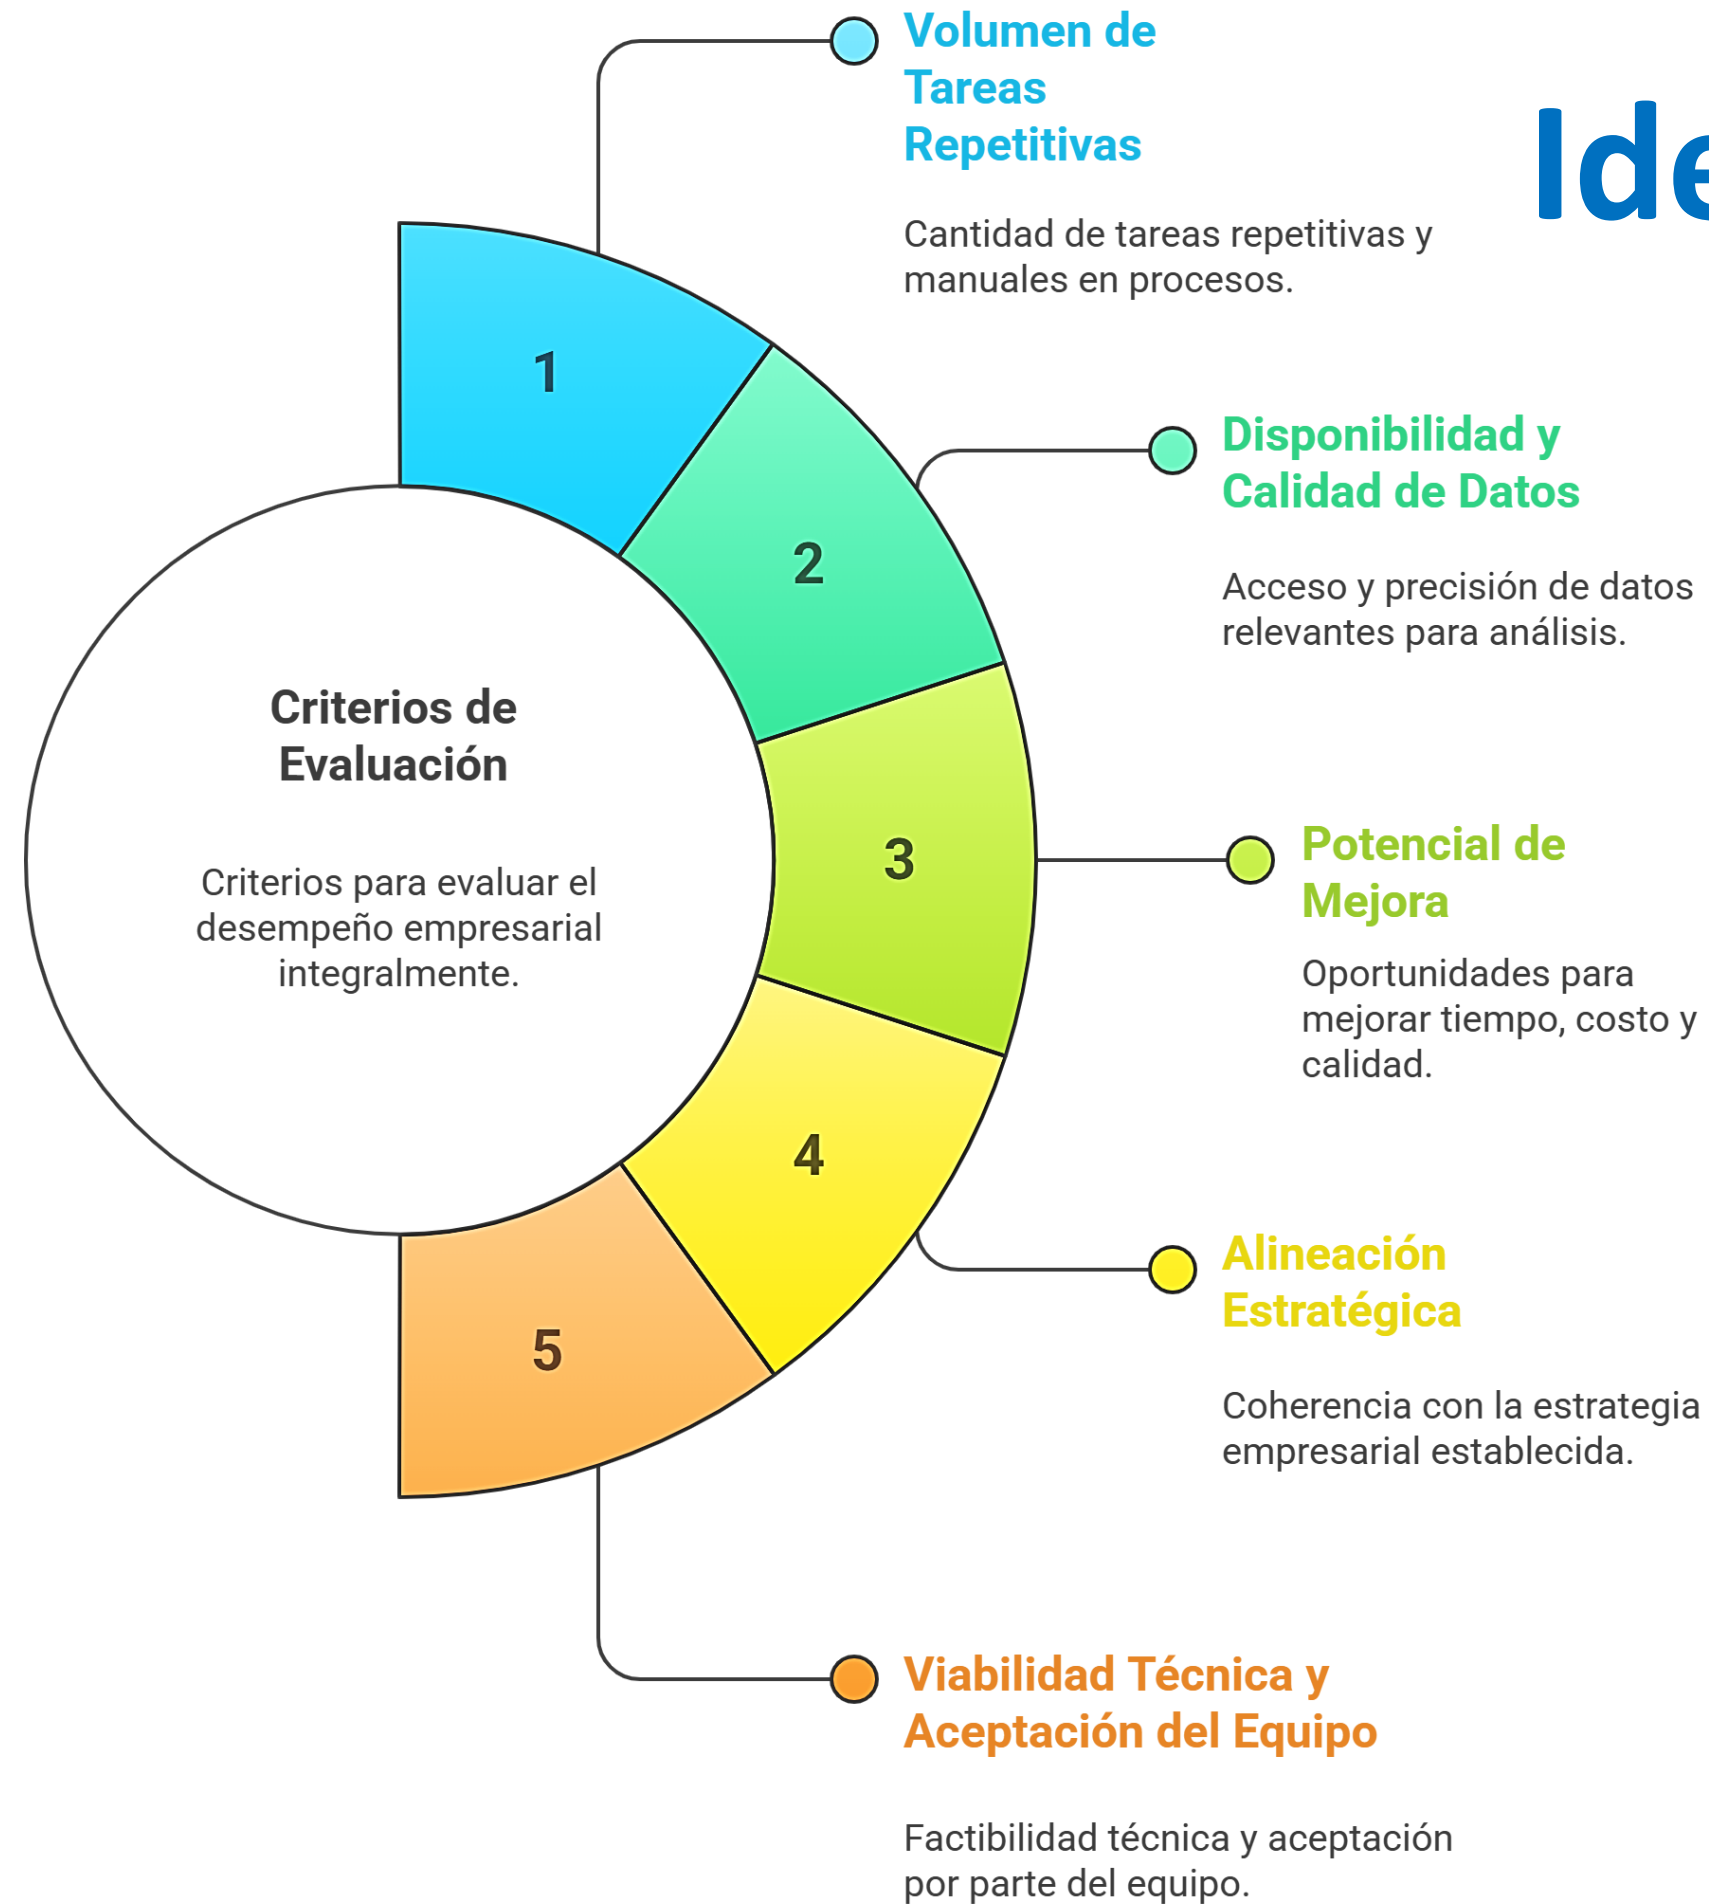 Volumen de
Tareas
Repetitivas
Cantidad de tareas repetitivas y
manuales en procesos.
1
Disponibilidad y
Calidad de Datos
Acceso y precisión de datos
relevantes para análisis.
2
Criterios de
Evaluación
Criterios para evaluar el
desempeño empresarial
integralmente.
3
Potencial de
Mejora
Oportunidades para
mejorar tiempo, costo y
calidad.
4
Alineación
Estratégica
Coherencia con la estrategia
empresarial establecida.
5
Viabilidad Técnica y
Aceptación del Equipo
Factibilidad técnica y aceptación
por parte del equipo.